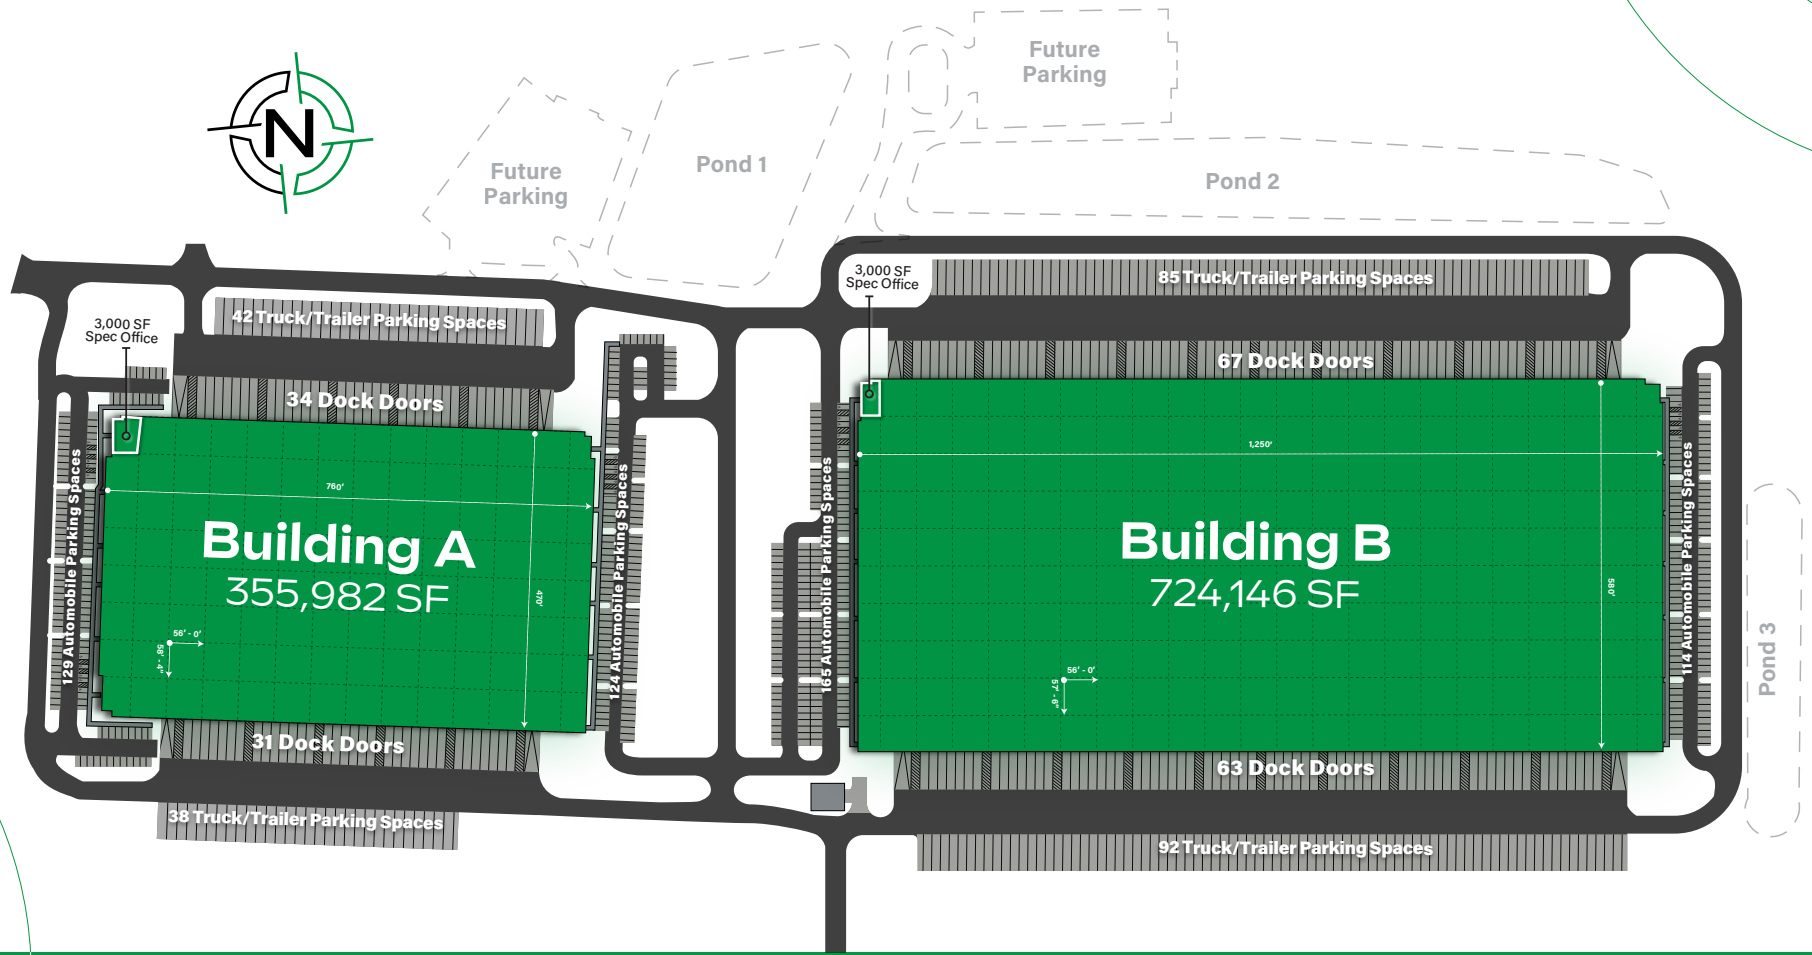 N
Future
Parking
Pond 1
Future
Parking
Pond 2
3,000 SF
Spec Office
42 Truck/Trailer Parking Spaces
34 Dock Doors
129 Automobile Parking Spaces
760'
470'
Building A
355,982 SF
56' - 0'
58' - 4"
124 Automobile Parking Spaces
31 Dock Doors
38 Truck/Trailer Parking Spaces
3,000 SF
Spec Office
85 Truck/Trailer Parking Spaces
67 Dock Doors
165 Automobile Parking Spaces
1,250'
580'
Building B
724,146 SF
56' - 0'
57' - 6"
114 Automobile Parking Spaces
Pond 3
63 Dock Doors
92 Truck/Trailer Parking Spaces